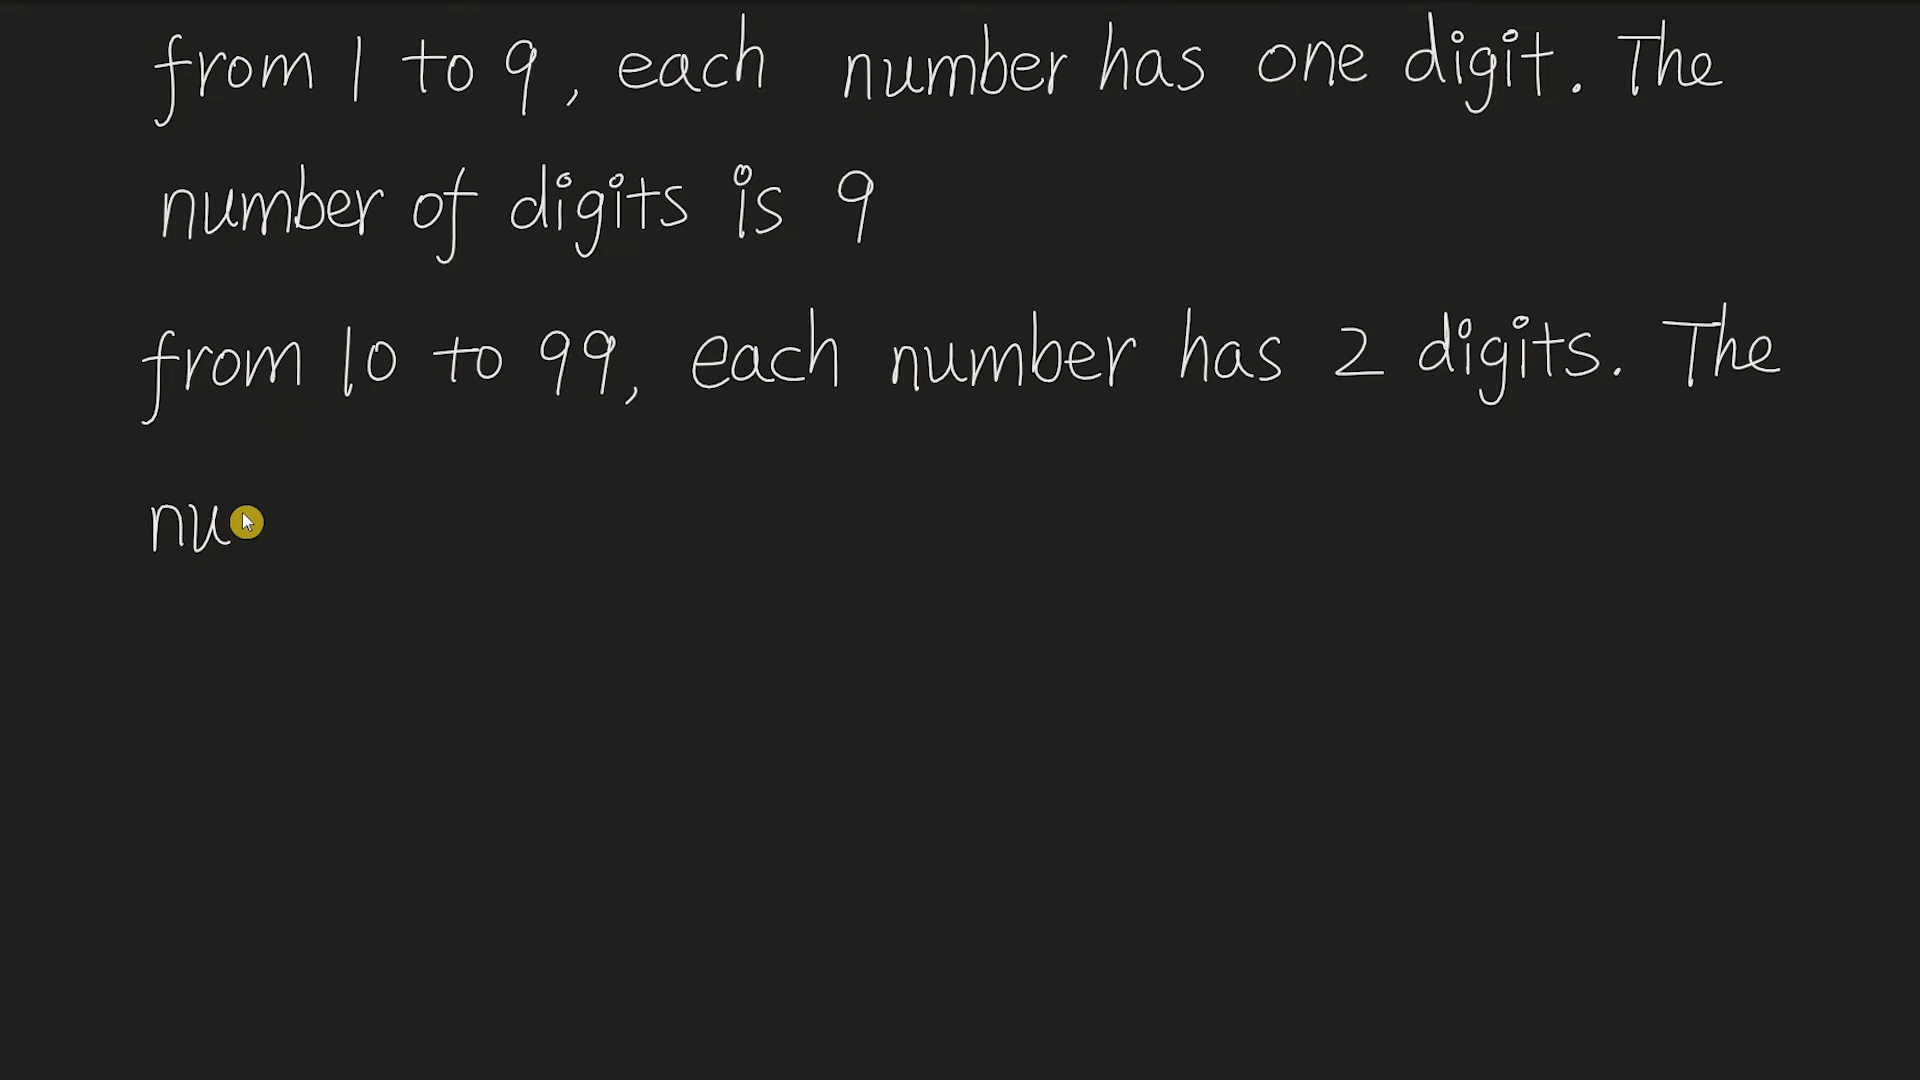 from 1 to 9, each number has one digit. The
number of digits is 9
from 10 to 99, each number has 2 digits. The
nu